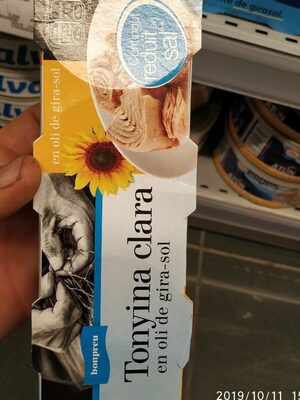 Contingut
reduït
en
sal
en oli de gira-sol
Tonyina clara
en oli de gira-sol
bonpreu
2019/10/11